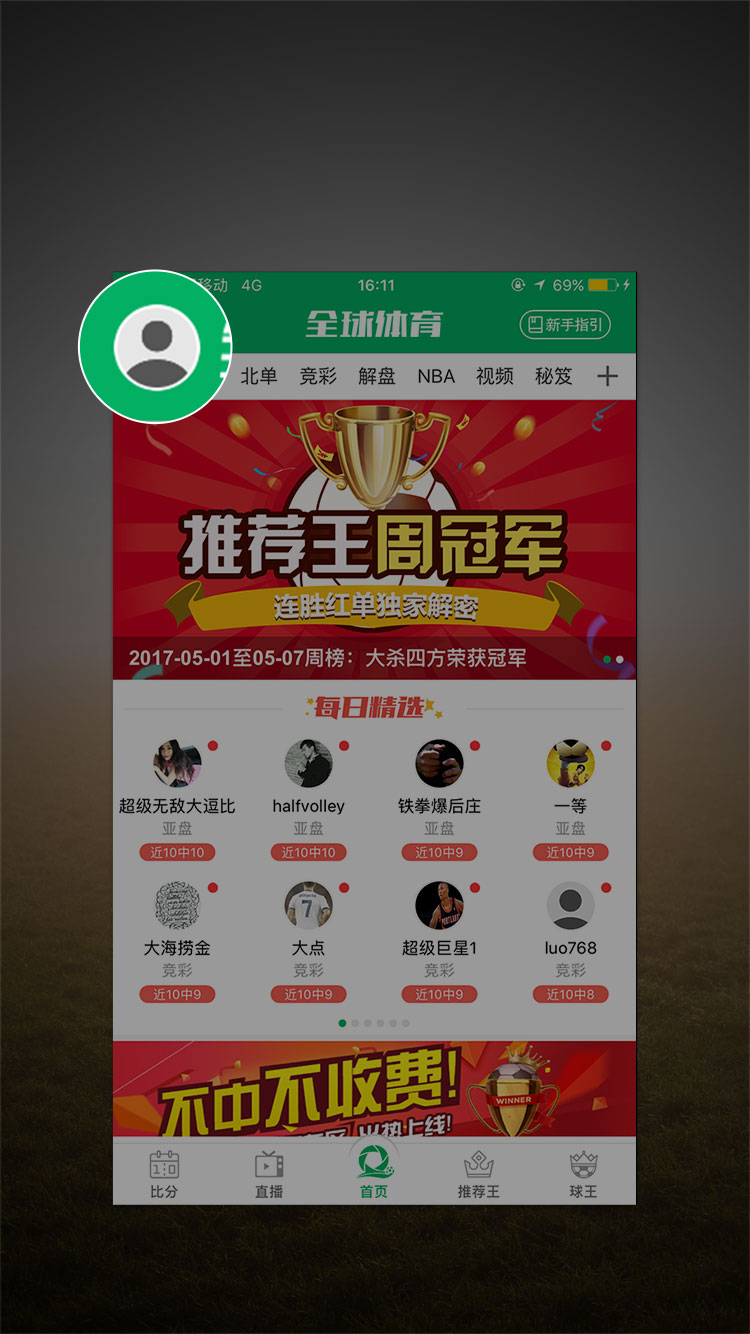 移动 4G 16:11 69%
全球体育 新手指引
北单 竞彩 解盘 NBA 视频 秘笈 +
推荐王周冠军
连胜红单独家解密
2017-05-01至05-07周榜：大杀四方荣获冠军
每日精选
超级无敌大逗比 halfvolley 铁拳爆后庄 一等
亚盘 亚盘 亚盘 亚盘
近10中10 近10中10 近10中9 近10中9
7
大海捞金 大点 超级巨星1 luo768
竞彩 竞彩 竞彩 竞彩
近10中9 近10中9 近10中9 近10中8
不中不收费!
WINNER
火热上线!
1 0
比分 直播 首页 推荐王 球王